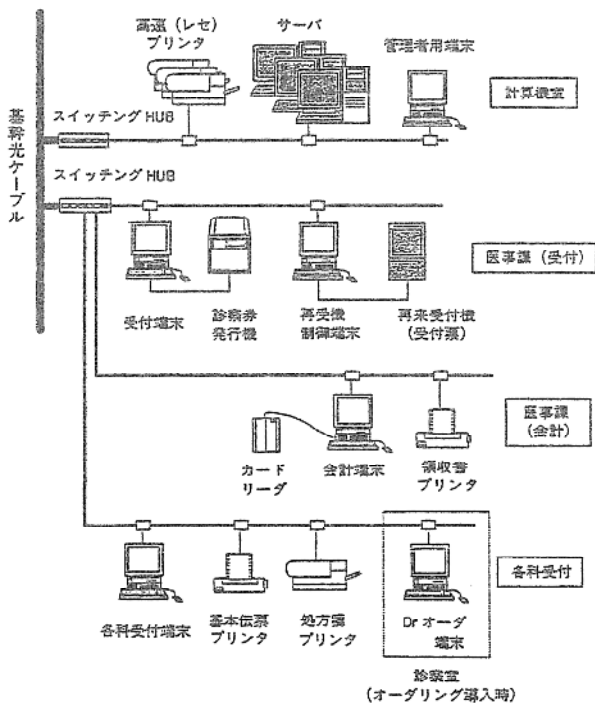 高速（レセ）
プリンタ
サーバ
管理者用端末
計算機室
基幹光ケーブル
スイッチング HUB
スイッチング HUB
医事課（受付）
受付端末
診察券
発行機
再受機
制御端末
再来受付機
（受付票）
医事課
（会計）
カード
リーダ
会計端末
領収書
プリンタ
各科受付
各科受付端末
基本伝票
プリンタ
処方箋
プリンタ
Dr オーダ
端末
診察室
（オーダリング導入時）